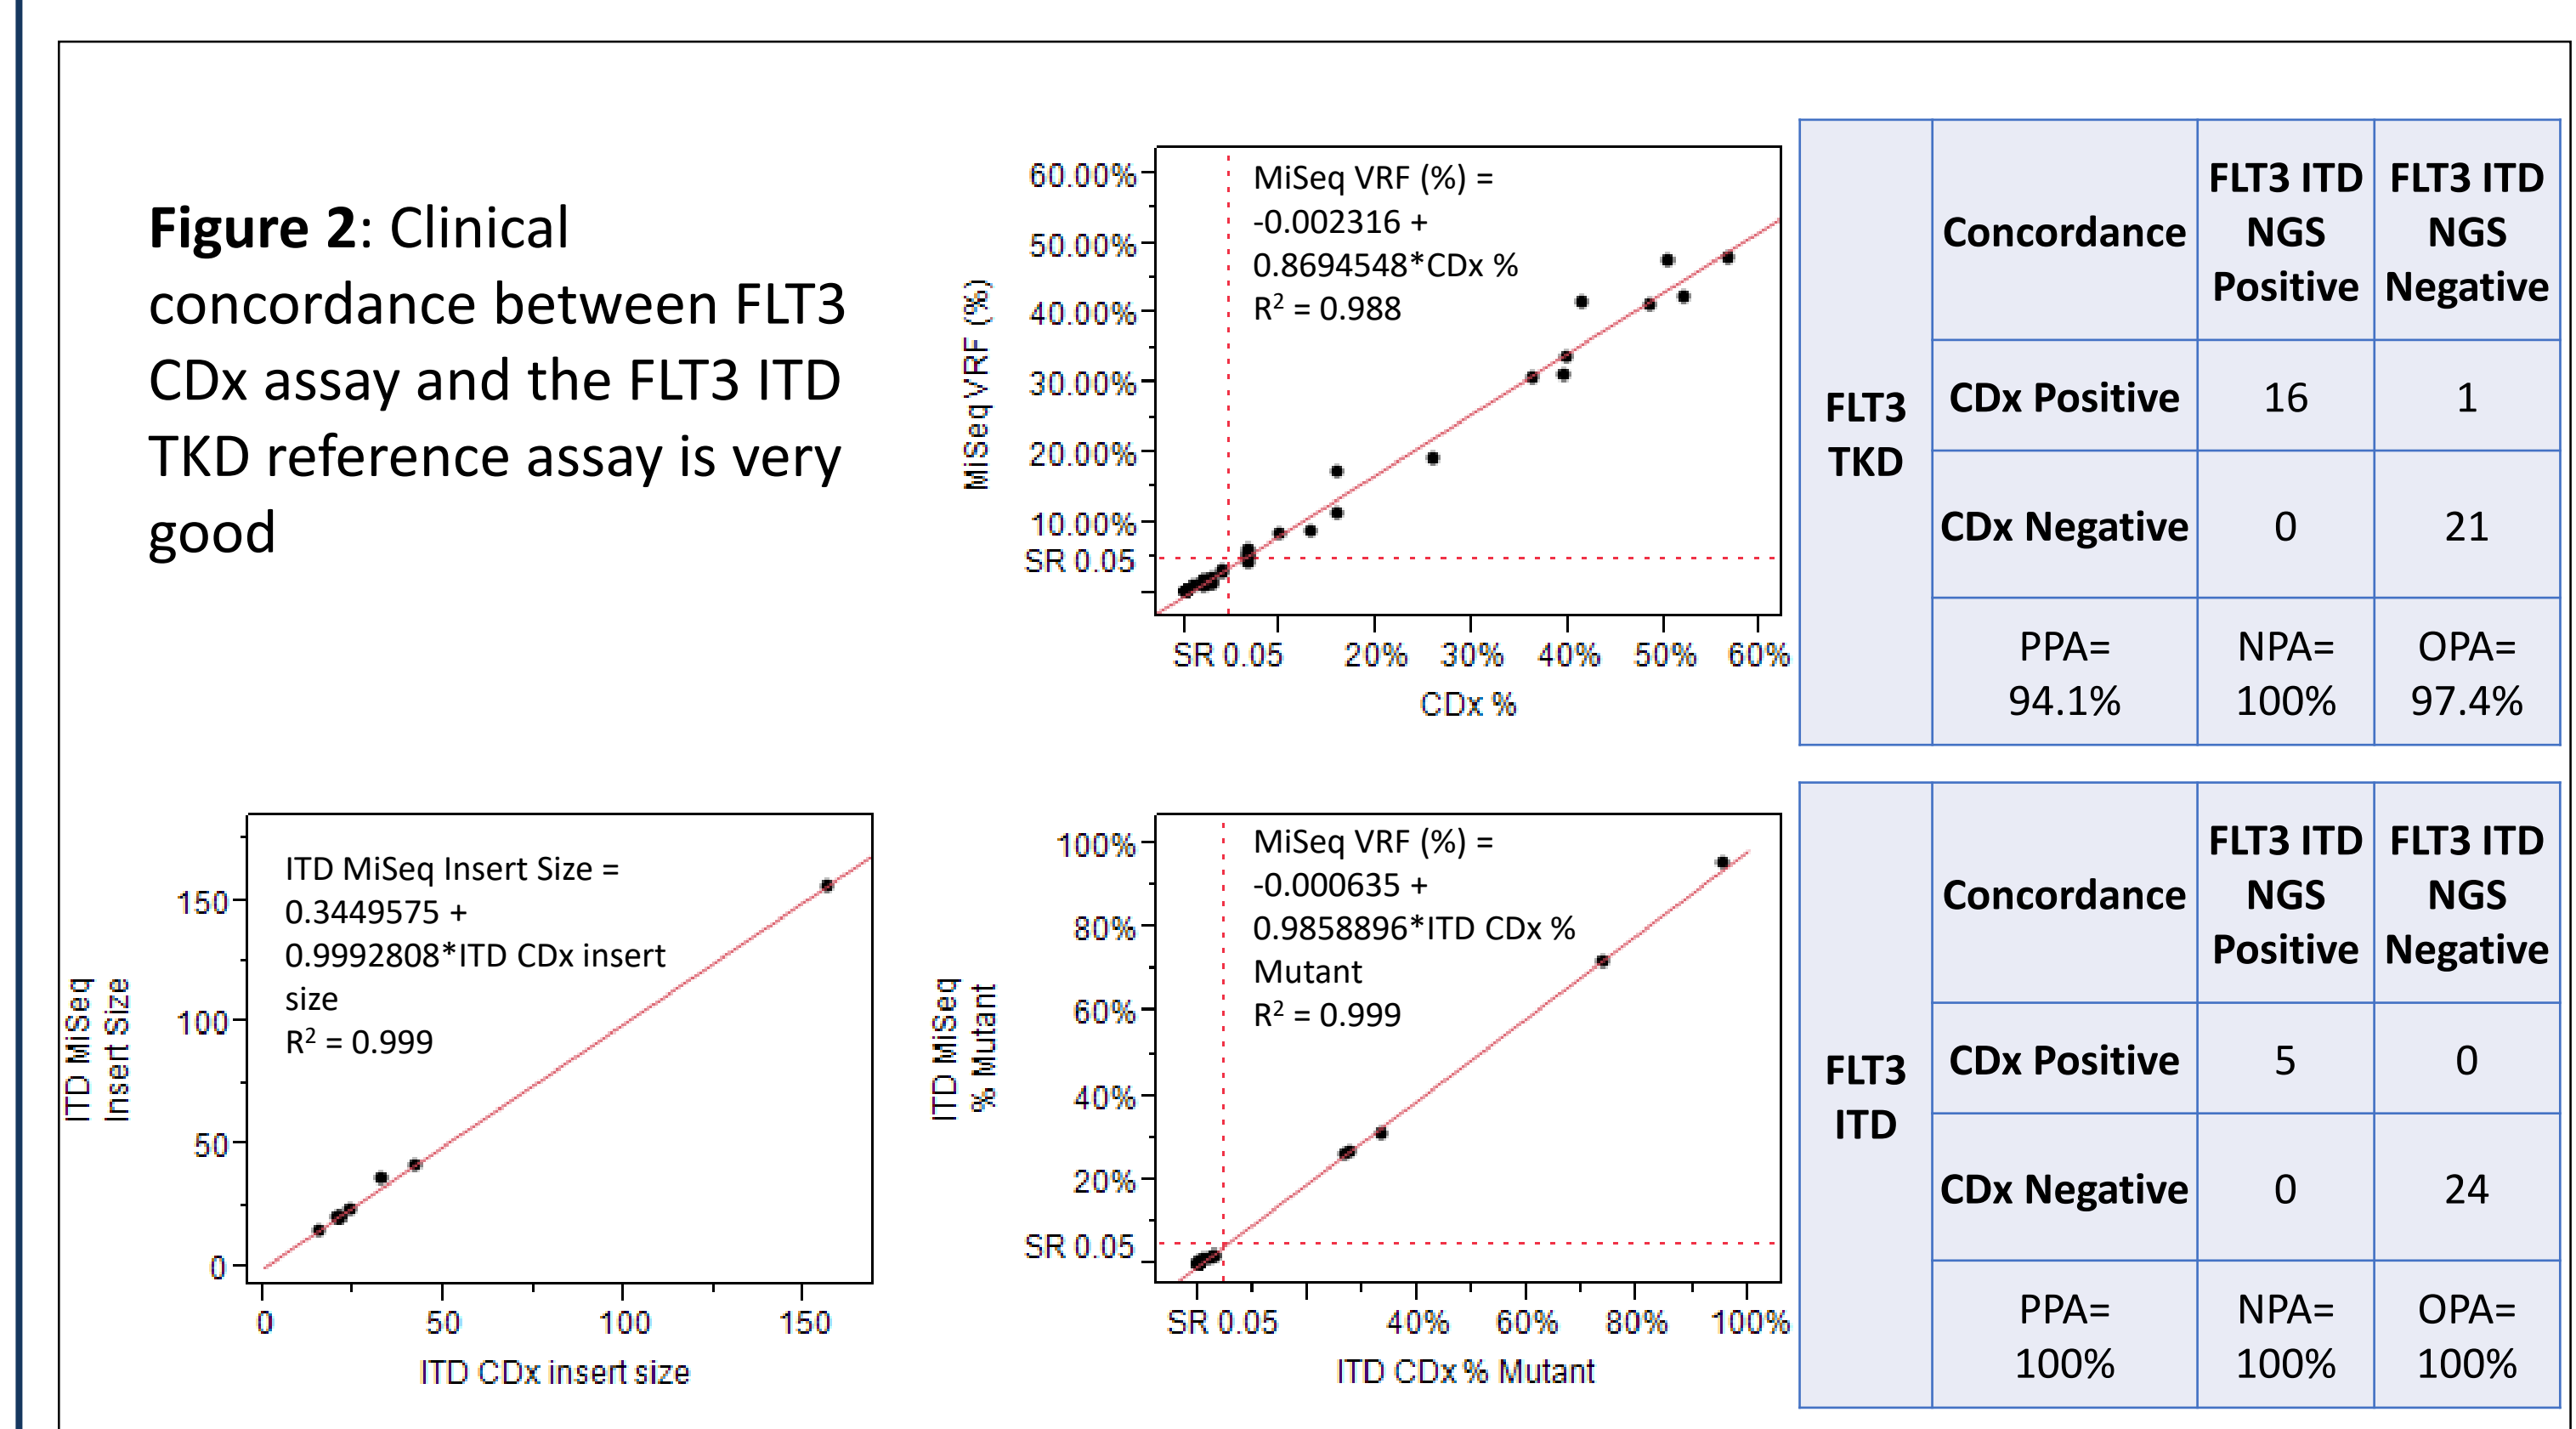 Figure 2: Clinical
concordance between FLT3
CDx assay and the FLT3 ITD
TKD reference assay is very
good
MiSeq VRF (%)
60.00%
50.00%
40.00%
30.00%
20.00%
10.00%
SR 0.05
MiSeq VRF (%) =
-0.002316 +
0.8694548*CDx %
R² = 0.988
SR 0.05 20% 30% 40% 50% 60%
CDx %
FLT3
TKD
Concordance
FLT3 ITD
NGS
Positive
FLT3 ITD
NGS
Negative
CDx Positive 16 1
CDx Negative 0 21
PPA=
94.1%
NPA=
100%
OPA=
97.4%
ITD MiSeq
Insert Size
150
100
50
0
ITD MiSeq Insert Size =
0.3449575 +
0.9992808*ITD CDx insert
size
R² = 0.999
0 50 100 150
ITD CDx insert size
ITD MiSeq
% Mutant
100%
80%
60%
40%
20%
SR 0.05
MiSeq VRF (%) =
-0.000635 +
0.9858896*ITD CDx %
Mutant
R² = 0.999
SR 0.05 40% 60% 80% 100%
ITD CDx % Mutant
FLT3
ITD
Concordance
FLT3 ITD
NGS
Positive
FLT3 ITD
NGS
Negative
CDx Positive 5 0
CDx Negative 0 24
PPA=
100%
NPA=
100%
OPA=
100%